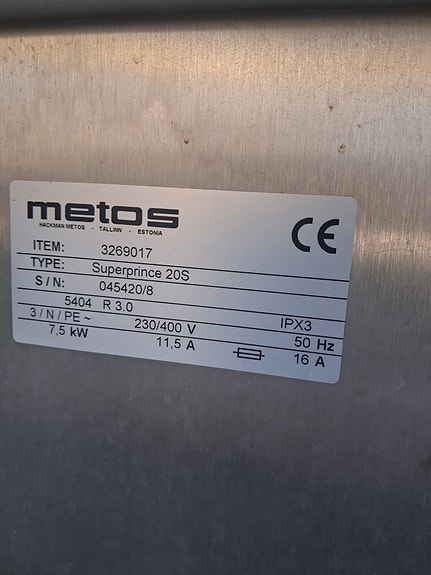 metos
HACKMAN METOS - TALLINN - ESTONIA
CE
ITEM: 3269017
TYPE: Superprince 20S
S / N: 045420/8
5404 R 3.0
3 / N / PE ~ 230/400 V IPX3
7,5 kW 11,5 A 50 Hz
16 A